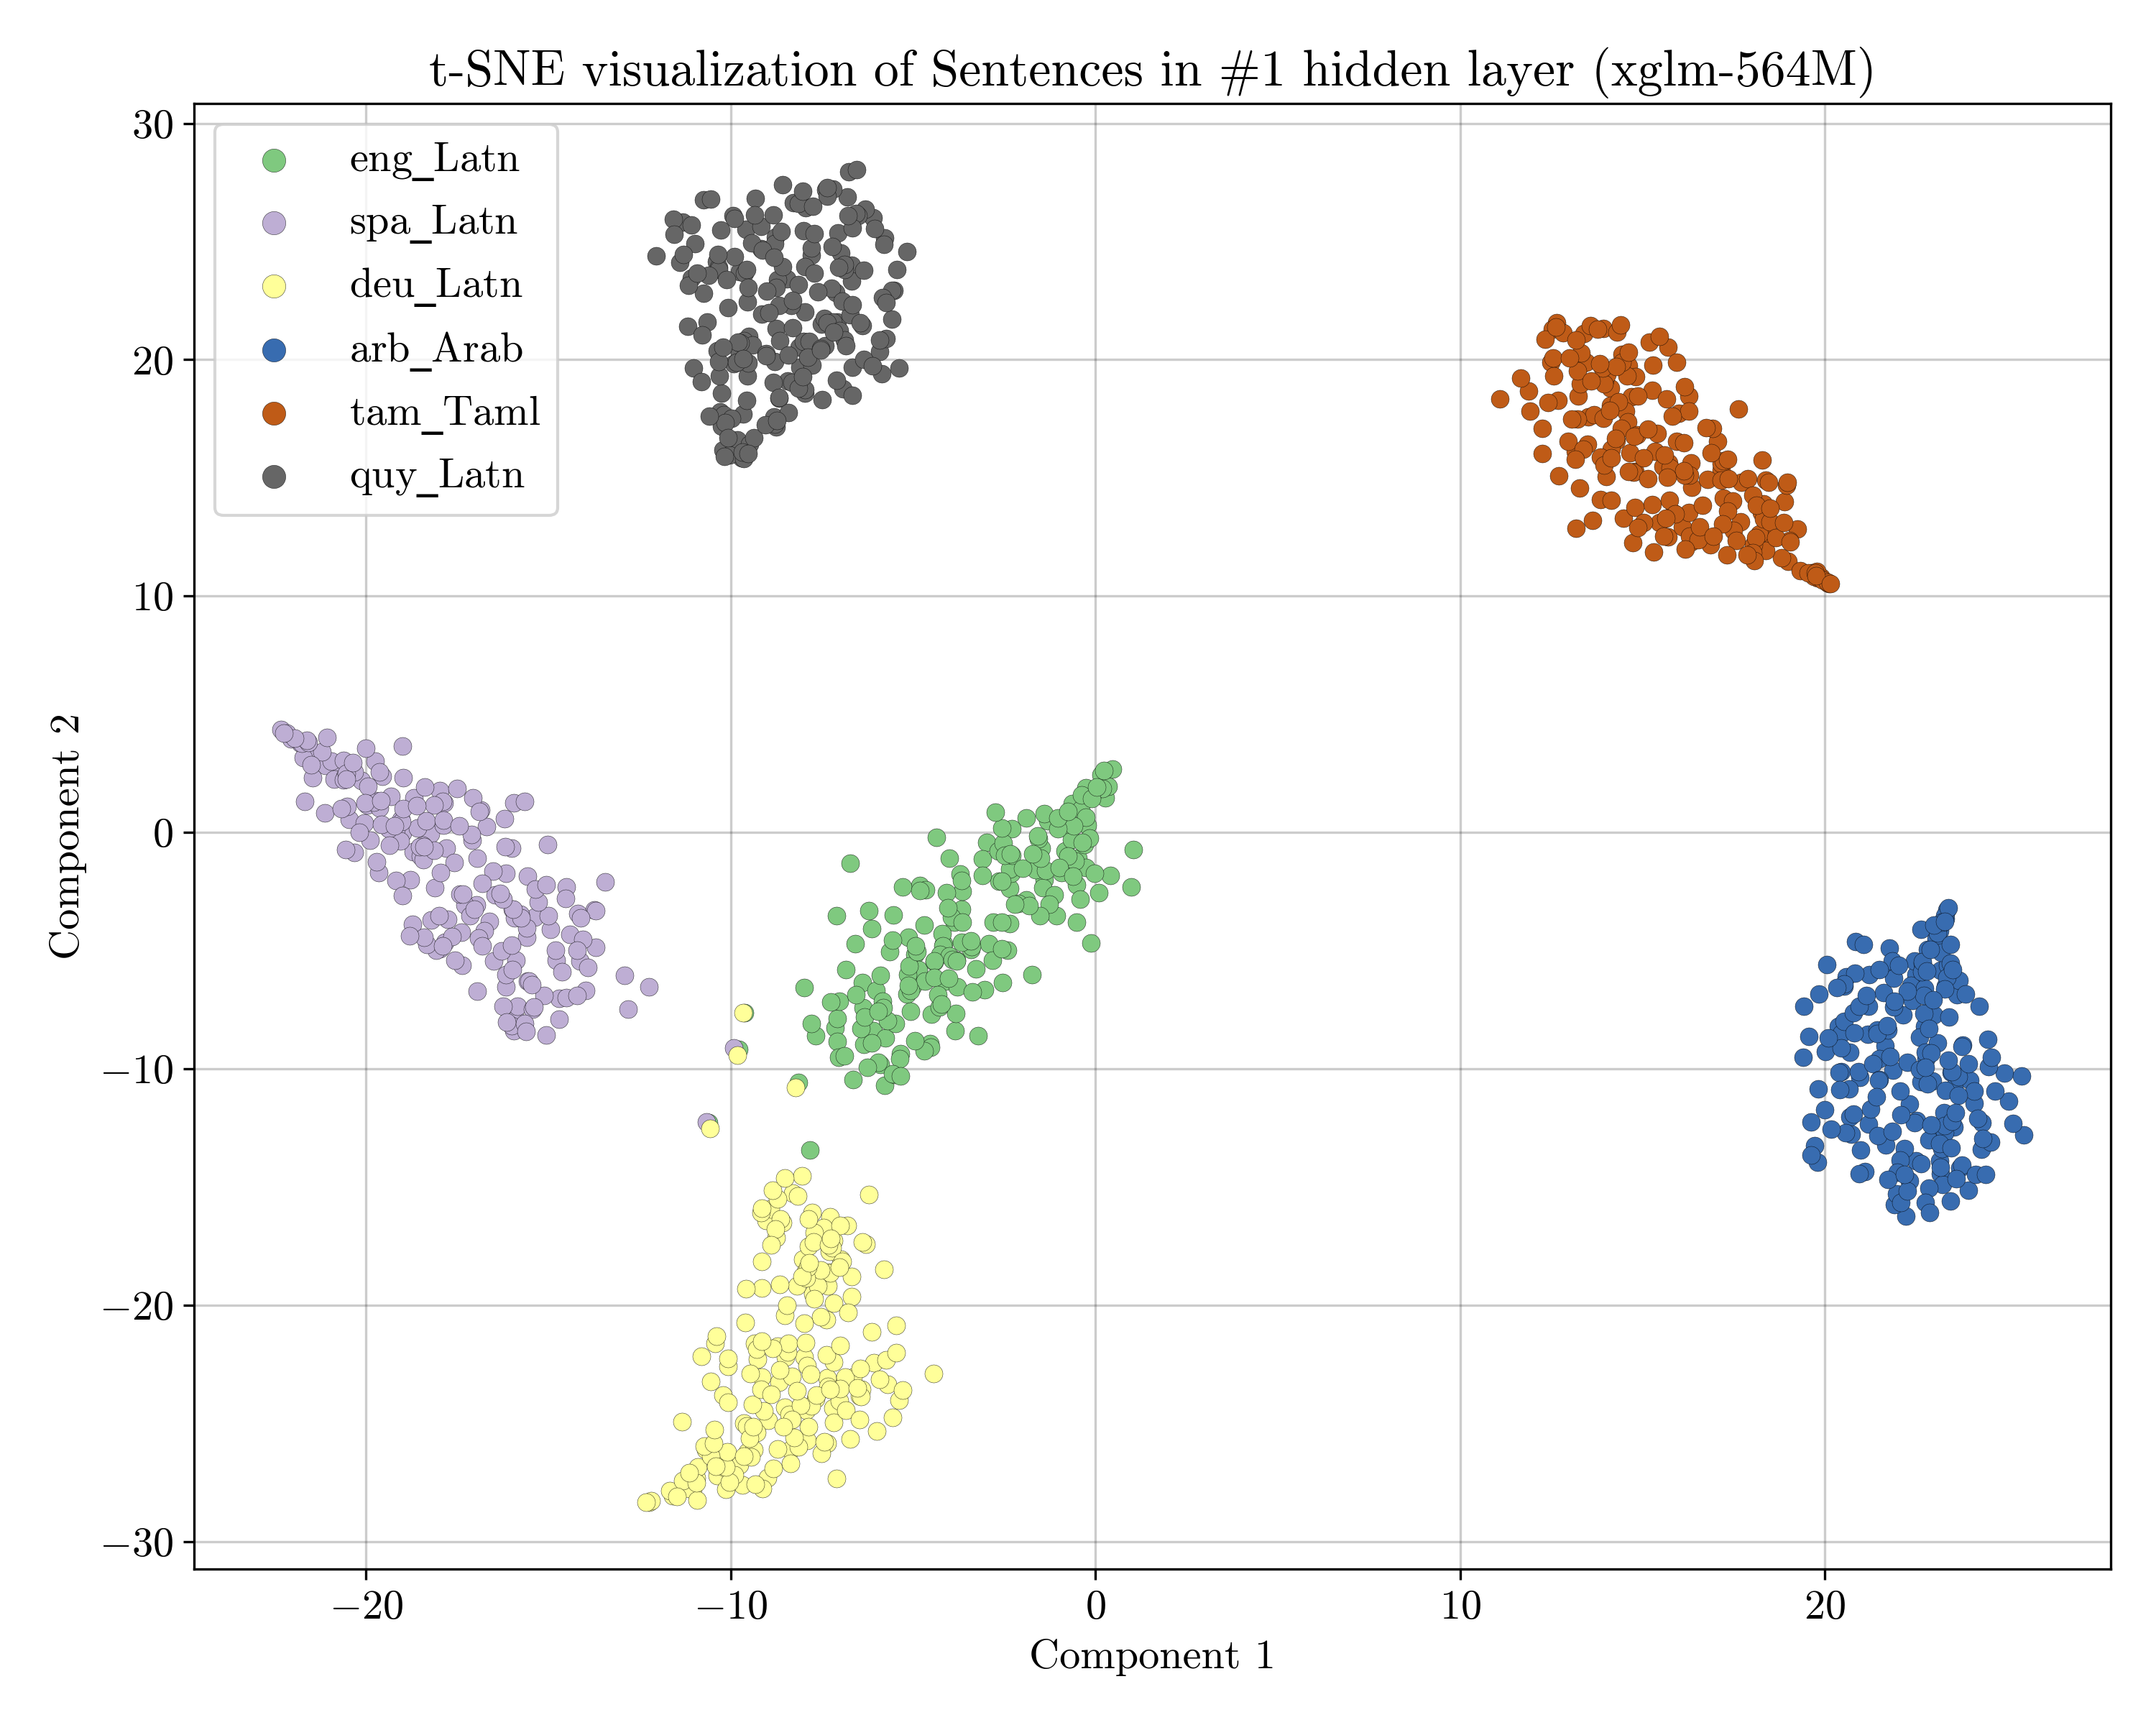 t-SNE visualization of Sentences in #1 hidden layer (xglm-564M)
eng_Latn
spa_Latn
deu_Latn
arb_Arab
tam_Taml
quy_Latn
30
20
10
0
−10
−20
−30
Component 2
−20
−10
0
10
20
Component 1